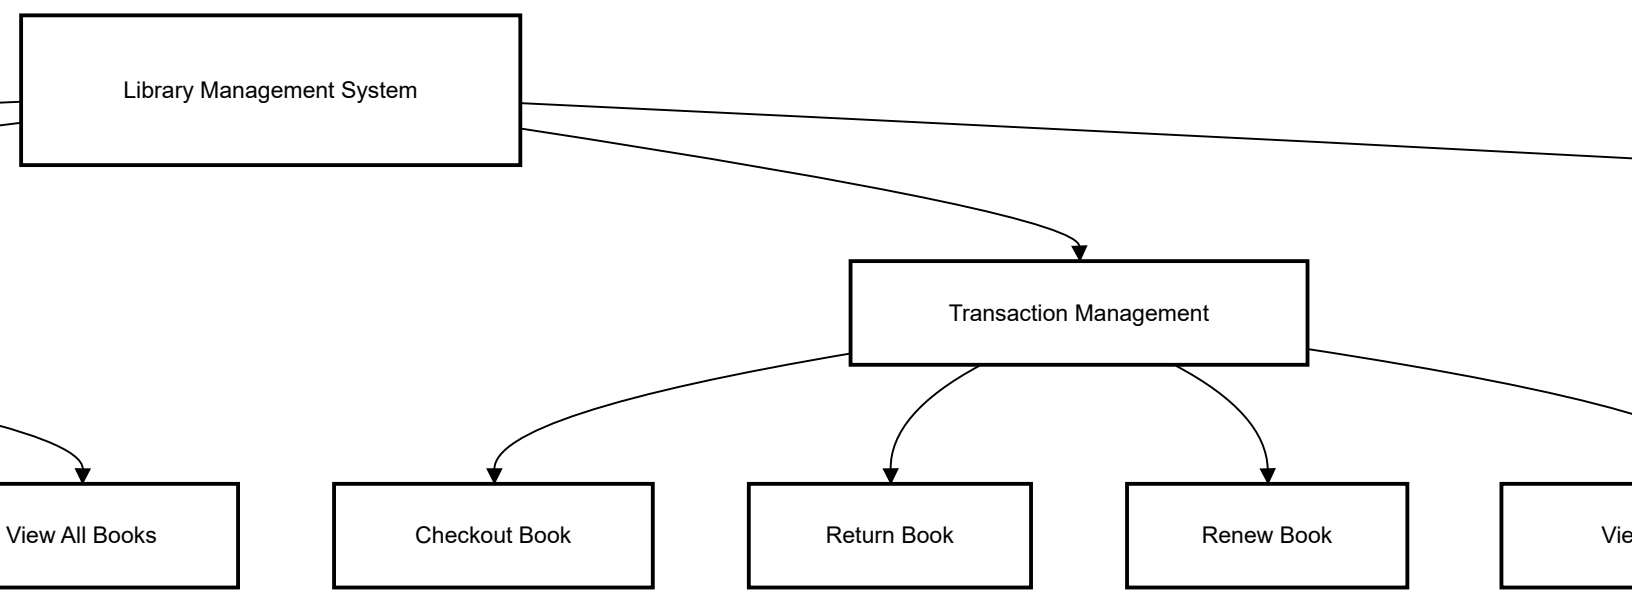 Library Management System
Transaction Management
View All Books
Checkout Book
Return Book
Renew Book